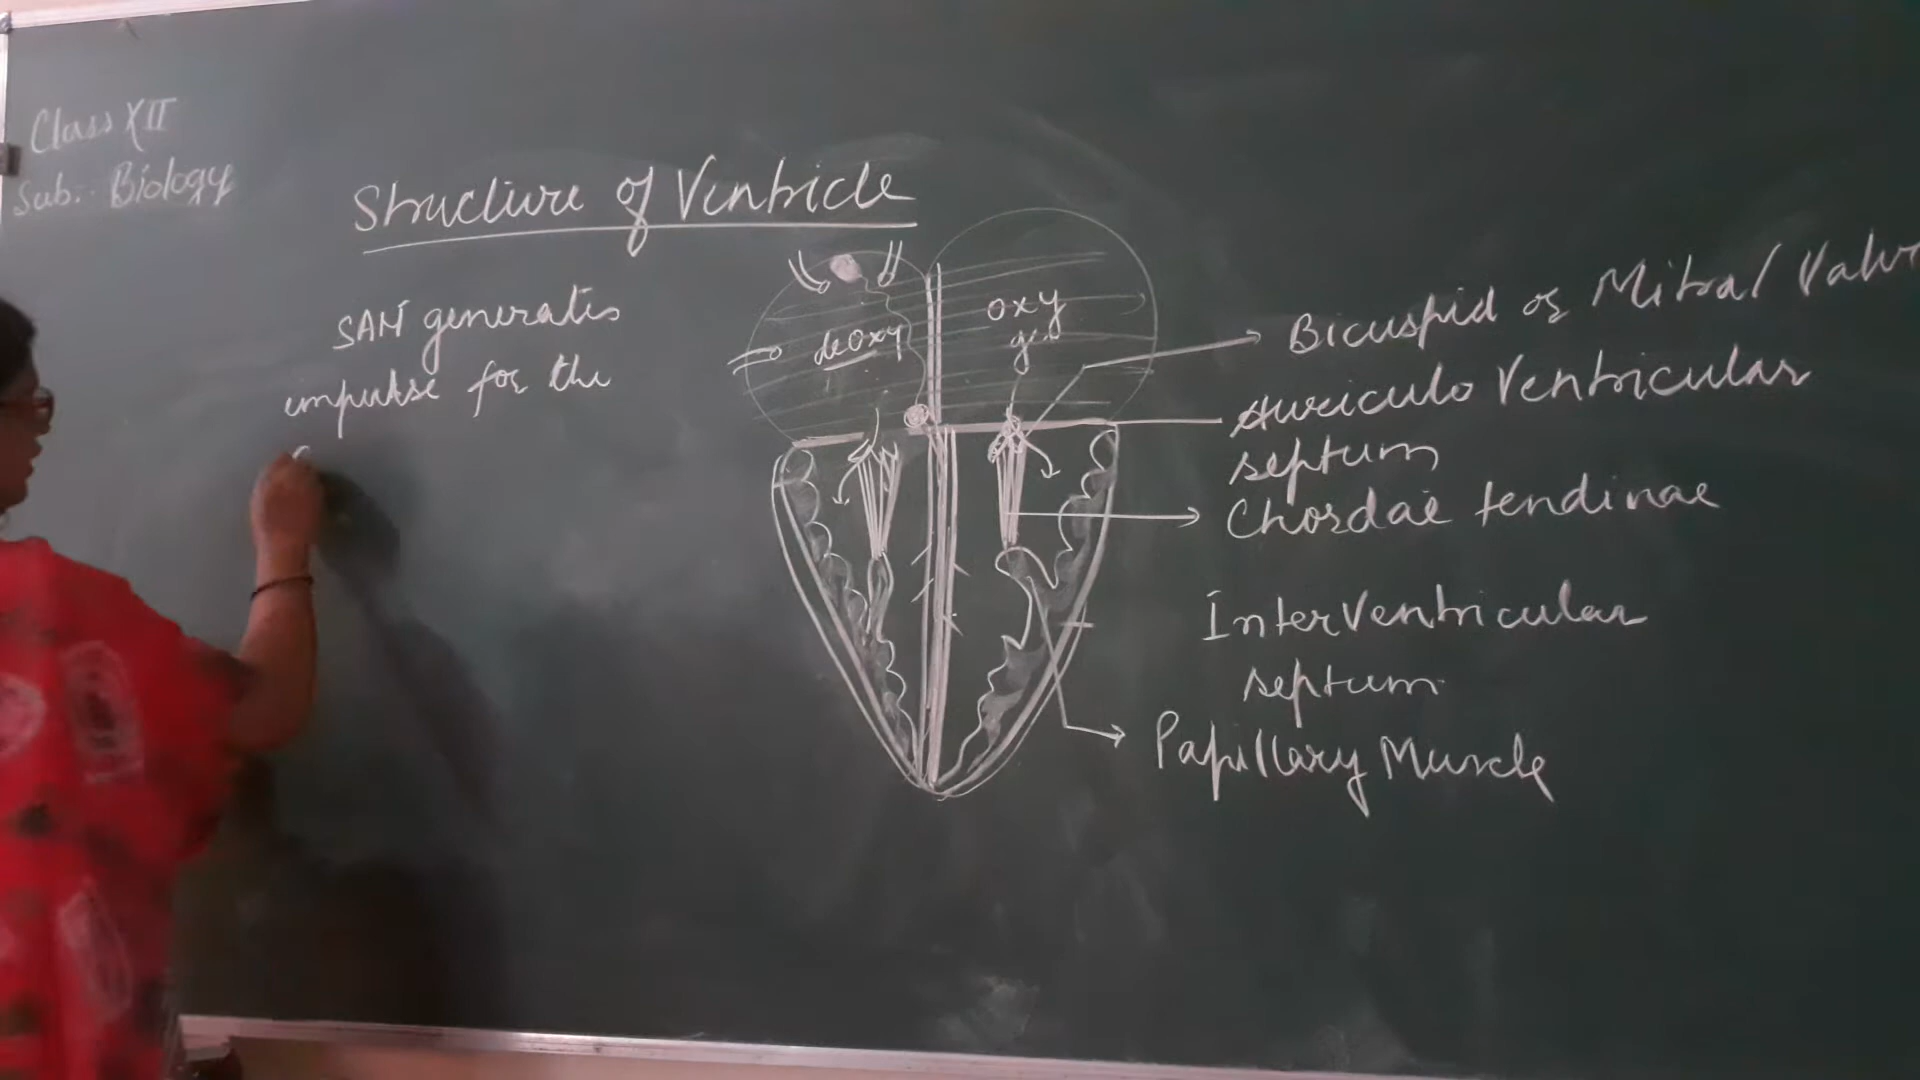 Class XII
Sub.. Biology
Structure of Ventricle
SAN generates
impulse for the
deoxy
oxy
gen
Bicuspid or Mitral Valve
Auriculo Ventricular
septum
Chordae tendinae
InterVentricular
septum
Papillary Muscle